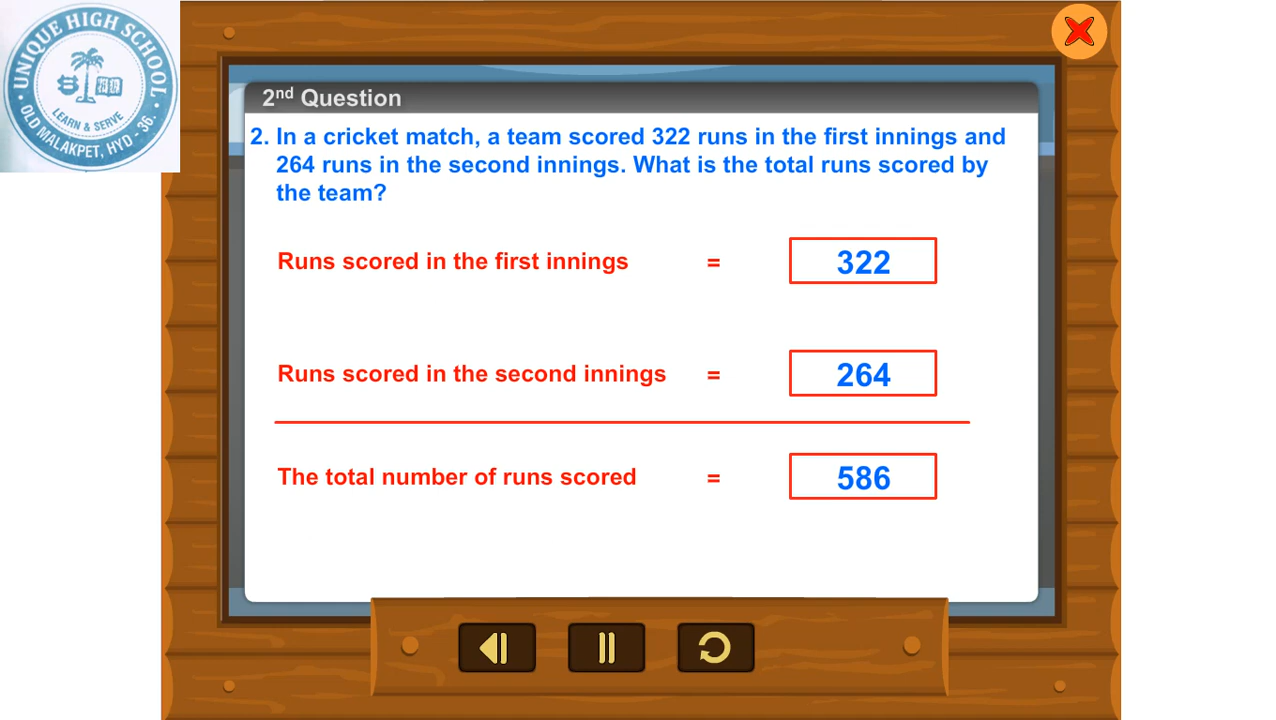 UNIQUE HIGH SCHOOL
LEARN & SERVE
OLD MALAKPET, HYD - 36.
2nd Question
2. In a cricket match, a team scored 322 runs in the first innings and
264 runs in the second innings. What is the total runs scored by
the team?
Runs scored in the first innings = 322
Runs scored in the second innings = 264
The total number of runs scored = 586